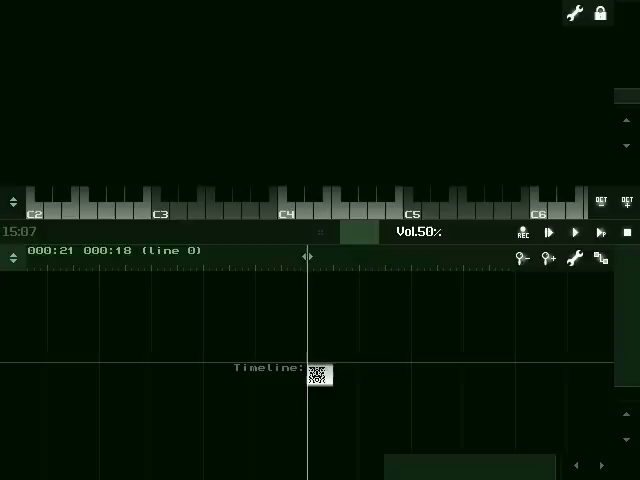 C2 C3 C4 C5 C6 OCT - OCT +
15:07 Vol.50% REC
000:21 000:18 (line 0)
Timeline: